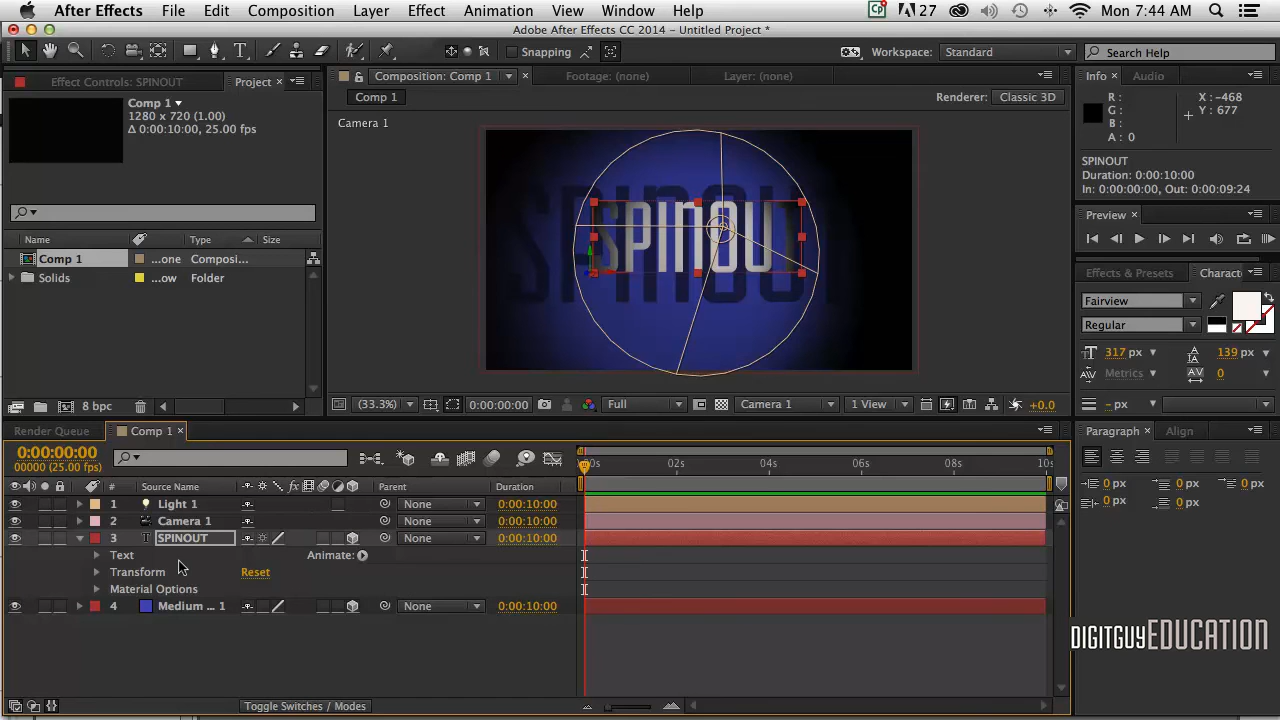 After Effects File Edit Composition Layer Effect Animation View Window Help 27 Mon 7:44 AM
Adobe After Effects CC 2014 - Untitled Project *
Snapping Workspace: Standard Search Help
Effect Controls: SPINOUT Project
Comp 1
1280 x 720 (1.00)
Δ 0:00:10:00, 25.00 fps
Name Type Size
Comp 1 ...one Composi...
Solids ...ow Folder
8 bpc
Composition: Comp 1 Footage: (none) Layer: (none)
Comp 1 Renderer: Classic 3D
Camera 1
SPINOUT
SPINOUT
(33.3%) 0:00:00:00 Full Camera 1 1 View +0.0
Info Audio
R : X : -468
G : Y : 677
B :
A : 0
SPINOUT
Duration: 0:00:10:00
In: 0:00:00:00, Out: 0:00:09:24
Preview
Effects & Presets Charact
Fairview
Regular
317 px 139 px
Metrics 0
- px
Paragraph Align
0 px 0 px 0 px
0 px 0 px
Render Queue Comp 1
0:00:00:00
00000 (25.00 fps)
:00s 02s 04s 06s 08s 10s
# Source Name fx Parent Duration
1 Light 1 None 0:00:10:00
2 Camera 1 None 0:00:10:00
3 SPINOUT None 0:00:10:00
Text Animate:
Transform Reset
Material Options
4 Medium ... 1 None 0:00:10:00
Toggle Switches / Modes
DIGITGUYEDUCATION